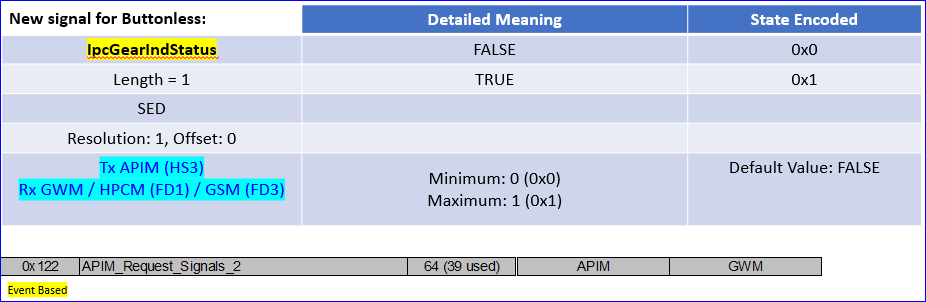 New signal for Buttonless: Detailed Meaning State Encoded
IpcGearIndStatus FALSE 0x0
Length = 1 TRUE 0x1
SED
Resolution: 1, Offset: 0
Tx APIM (HS3)
Rx GWM / HPCM (FD1) / GSM (FD3)
Minimum: 0 (0x0)
Maximum: 1 (0x1)
Default Value: FALSE
0x122 APIM_Request_Signals_2 64 (39 used) APIM GWM
Event Based